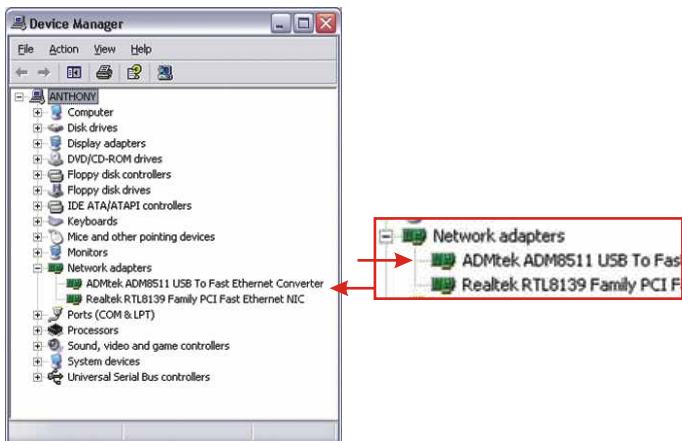 Device Manager
File Action View Help
ANTHONY
Computer
Disk drives
Display adapters
DVD/CD-ROM drives
Floppy disk controllers
Floppy disk drives
IDE ATA/ATAPI controllers
Keyboards
Mice and other pointing devices
Monitors
Network adapters
ADMtek ADM8511 USB To Fast Ethernet Converter
Realtek RTL8139 Family PCI Fast Ethernet NIC
Ports (COM & LPT)
Processors
Sound, video and game controllers
System devices
Universal Serial Bus controllers
Network adapters
ADMtek ADM8511 USB To Fas
Realtek RTL8139 Family PCI F